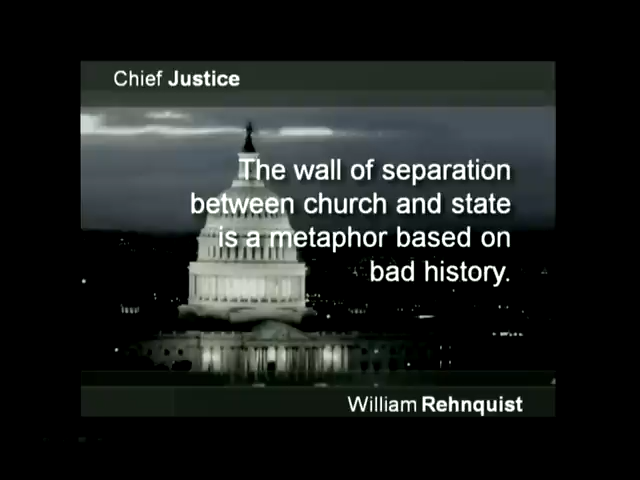 Chief Justice
The wall of separation
between church and state
is a metaphor based on
bad history.
William Rehnquist